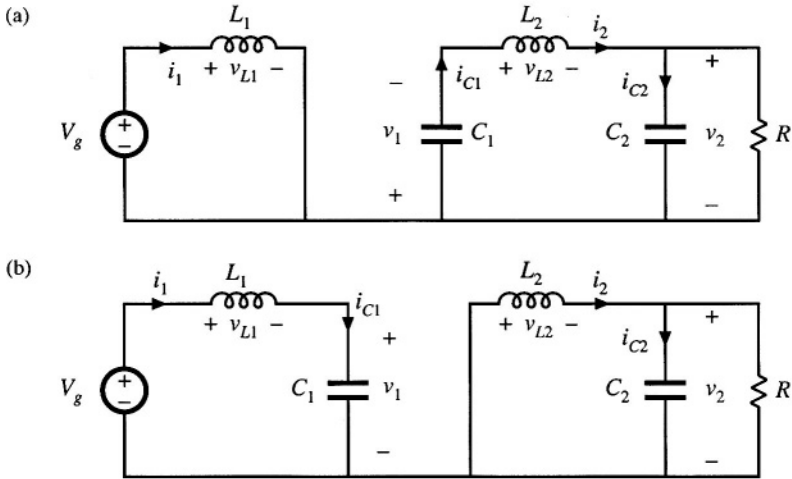 (a)
L1 L2 i2
i1 + vL1 − − iC1 + vL2 − iC2 +
Vg + − v1 C1 C2 v2 R
+ −
(b)
i1 L1 iC1 L2 i2
+ vL1 − + + vL2 − iC2 +
Vg + − C1 v1 C2 v2 R
− −